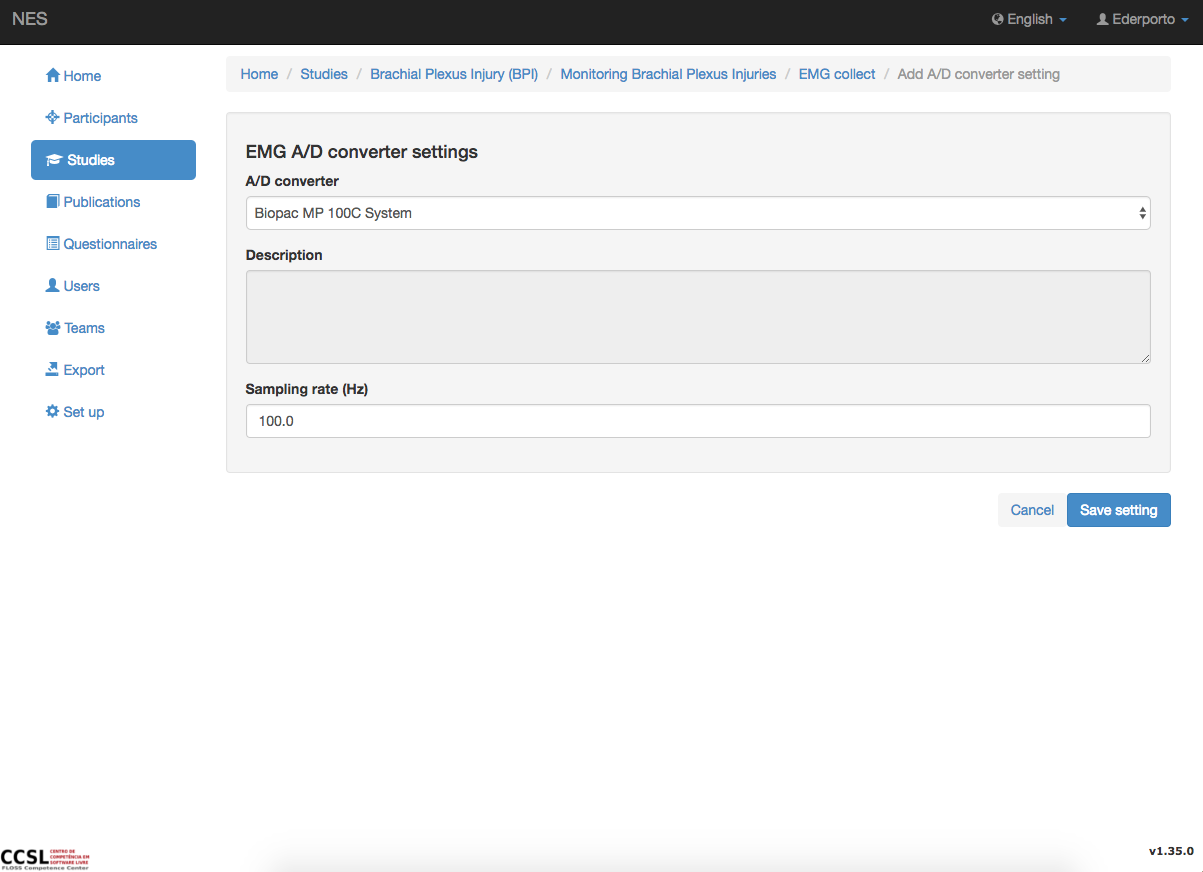 NES
English
Ederporto
Home
Participants
Studies
Publications
Questionnaires
Users
Teams
Export
Set up
Home / Studies / Brachial Plexus Injury (BPI) / Monitoring Brachial Plexus Injuries / EMG collect / Add A/D converter setting
EMG A/D converter settings
A/D converter
Biopac MP 100C System
Description
Sampling rate (Hz)
100.0
Cancel
Save setting
CCSL
CENTRO DE
COMPETÊNCIA EM
SOFTWARE LIVRE
FLOSS Competence Center
v1.35.0